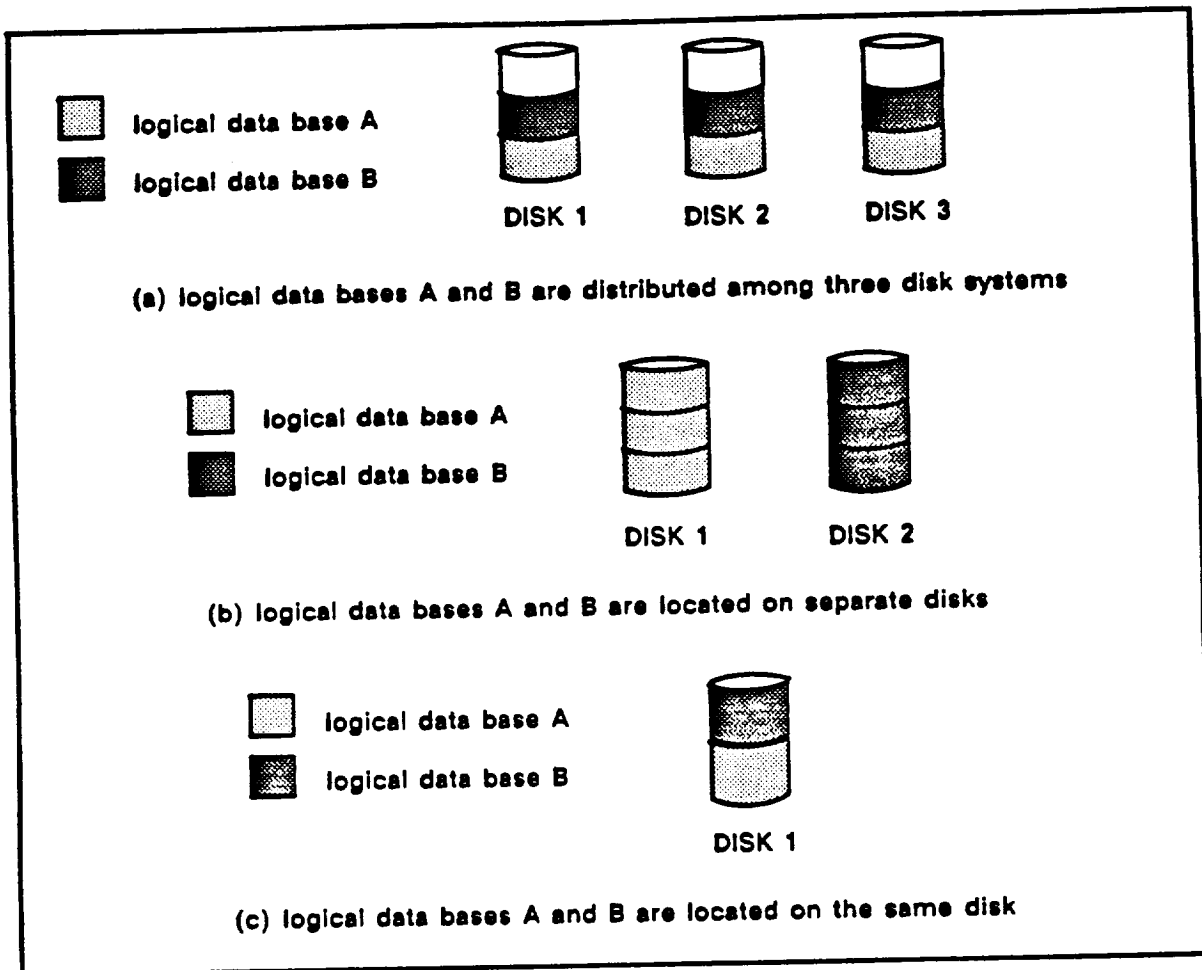 logical data base A
logical data base B
DISK 1 DISK 2 DISK 3
(a) logical data bases A and B are distributed among three disk systems
logical data base A
logical data base B
DISK 1 DISK 2
(b) logical data bases A and B are located on separate disks
logical data base A
logical data base B
DISK 1
(c) logical data bases A and B are located on the same disk